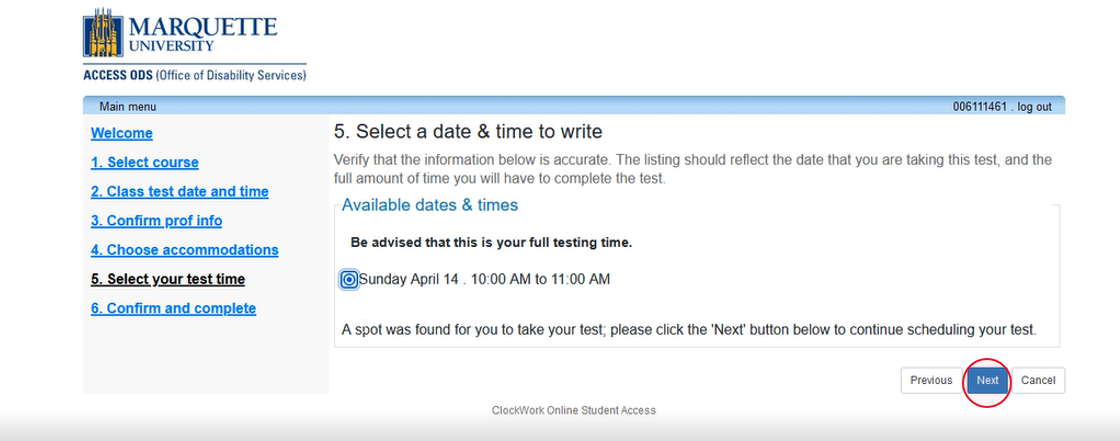 MARQUETTE
UNIVERSITY
ACCESS ODS (Office of Disability Services)
Main menu
006111461 . log out
Welcome
1. Select course
2. Class test date and time
3. Confirm prof info
4. Choose accommodations
5. Select your test time
6. Confirm and complete
5. Select a date & time to write
Verify that the information below is accurate. The listing should reflect the date that you are taking this test, and the
full amount of time you will have to complete the test.
Available dates & times
Be advised that this is your full testing time.
Sunday April 14 . 10:00 AM to 11:00 AM
A spot was found for you to take your test; please click the 'Next' button below to continue scheduling your test.
Previous
Next
Cancel
ClockWork Online Student Access